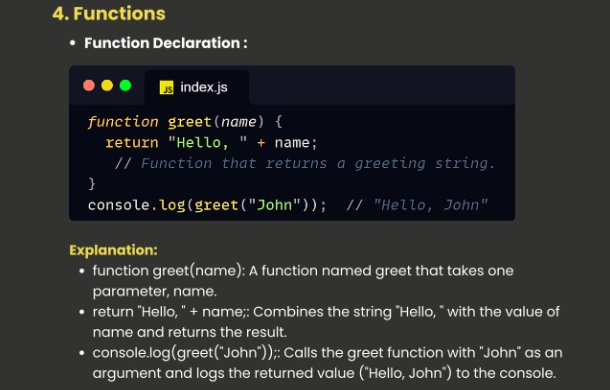 4. Functions
• Function Declaration :
JS index.js
function greet(name) {
  return "Hello, " + name;
   // Function that returns a greeting string.
}
console.log(greet("John"));  // "Hello, John"
Explanation:
• function greet(name): A function named greet that takes one
parameter, name.
• return "Hello, " + name;: Combines the string "Hello, " with the value of
name and returns the result.
• console.log(greet("John"));: Calls the greet function with "John" as an
argument and logs the returned value ("Hello, John") to the console.